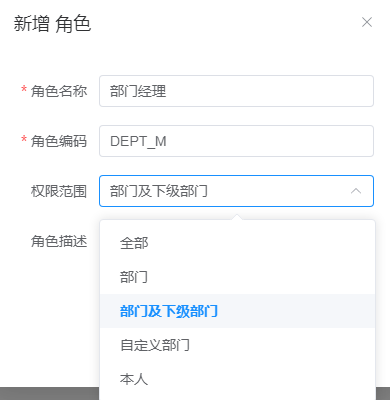 新增 角色
* 角色名称 部门经理
* 角色编码 DEPT_M
权限范围 部门及下级部门
角色描述
全部
部门
部门及下级部门
自定义部门
本人